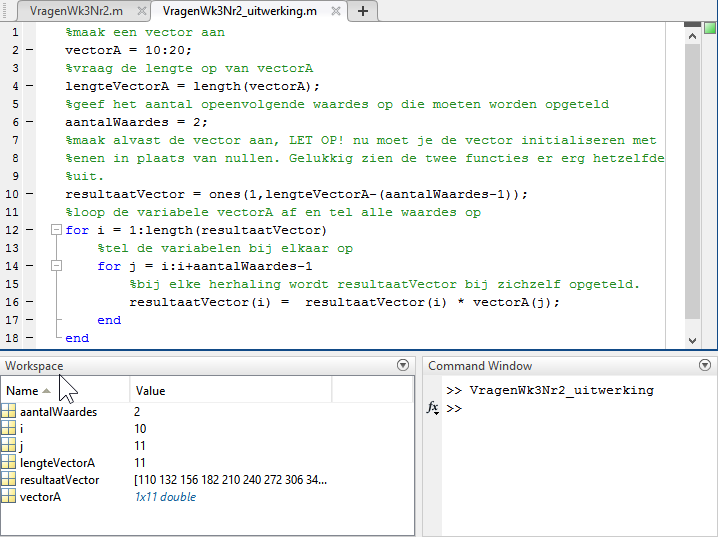 VragenWk3Nr2.m × VragenWk3Nr2_uitwerking.m × +
1 %maak een vector aan
2 – vectorA = 10:20;
3 %vraag de lengte op van vectorA
4 – lengteVectorA = length(vectorA);
5 %geef het aantal opeenvolgende waardes op die moeten worden opgeteld
6 – aantalWaardes = 2;
7 %maak alvast de vector aan, LET OP! nu moet je de vector initialiseren met
8 %enen in plaats van nullen. Gelukkig zien de twee functies er erg hetzelfde
9 %uit.
10 – resultaatVector = ones(1,lengteVectorA-(aantalWaardes-1));
11 %loop de variabele vectorA af en tel alle waardes op
12 – for i = 1:length(resultaatVector)
13 %tel de variabelen bij elkaar op
14 – for j = i:i+aantalWaardes-1
15 %bij elke herhaling wordt resultaatVector bij zichzelf opgeteld.
16 – resultaatVector(i) =  resultaatVector(i) * vectorA(j);
17 – end
18 – end
Workspace
Name Value
aantalWaardes 2
i 10
j 11
lengteVectorA 11
resultaatVector [110 132 156 182 210 240 272 306 34...
vectorA 1x11 double
Command Window
>> VragenWk3Nr2_uitwerking
fx >>